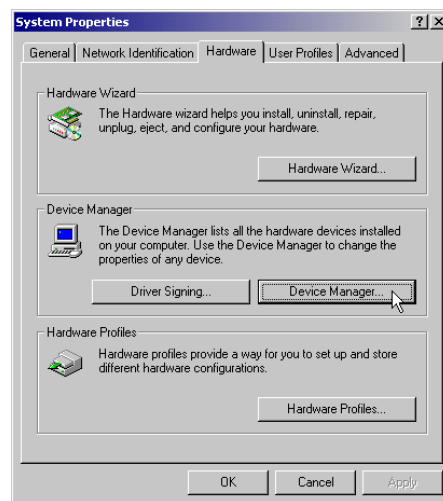 System Properties
General
Network Identification
Hardware
User Profiles
Advanced
Hardware Wizard
The Hardware wizard helps you install, uninstall, repair,
unplug, eject, and configure your hardware.
Hardware Wizard...
Device Manager
The Device Manager lists all the hardware devices installed
on your computer. Use the Device Manager to change the
properties of any device.
Driver Signing...
Device Manager...
Hardware Profiles
Hardware profiles provide a way for you to set up and store
different hardware configurations.
Hardware Profiles...
OK
Cancel
Apply